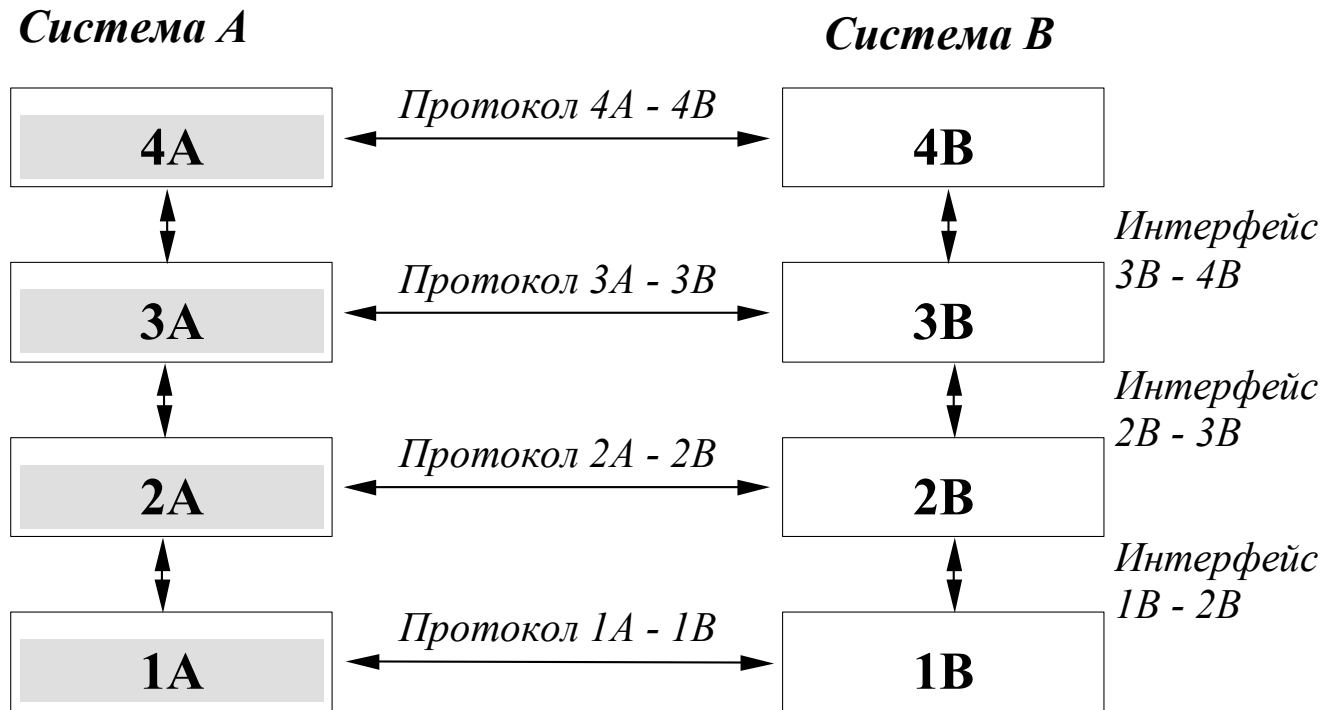 Система A
Система B
Протокол 4A - 4B
4A
4B
Интерфейс
3B - 4B
Протокол 3A - 3B
3A
3B
Интерфейс
2B - 3B
Протокол 2A - 2B
2A
2B
Интерфейс
1B - 2B
Протокол 1A - 1B
1A
1B